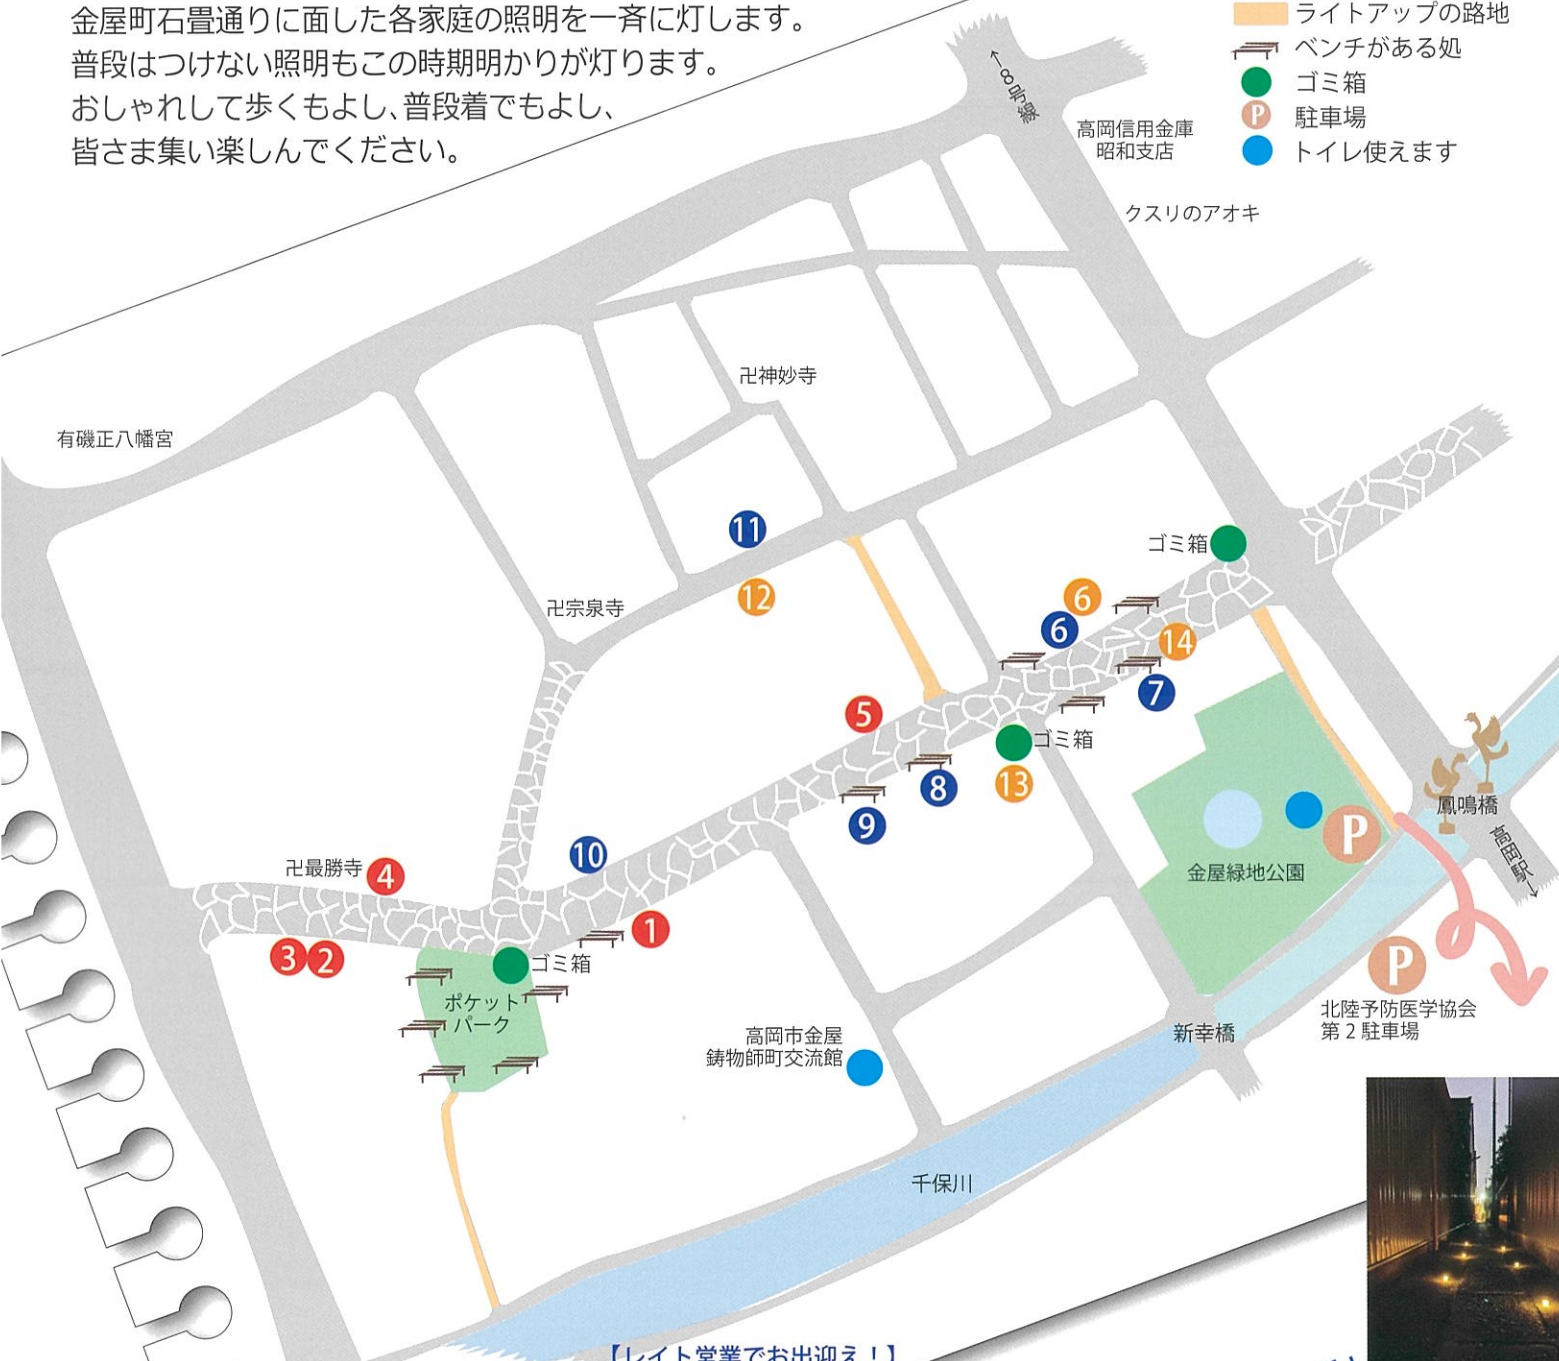 金屋町石畳通りに面した各家庭の照明を一斉に灯します。
普段はつけない照明もこの時期明かりが灯ります。
おしゃれして歩くもよし、普段着でもよし、
皆さま集い楽しんでください。
ライトアップの路地
ベンチがある処
ゴミ箱
P 駐車場
トイレ使えます
←8号線
高岡信用金庫
昭和支店
クスリのアオキ
卍神妙寺
有磯正八幡宮
11
ゴミ箱
12
卍宗泉寺
6
6
14
7
5
ゴミ箱
13
8
9
鳳鳴橋
高岡駅→
P
金屋緑地公園
10
卍最勝寺
4
1
3
2
ゴミ箱
ポケット
パーク
P
北陸予防医学協会
第2駐車場
新幸橋
高岡市金屋
鋳物師町交流館
千保川
【レイト営業でお出迎え!】